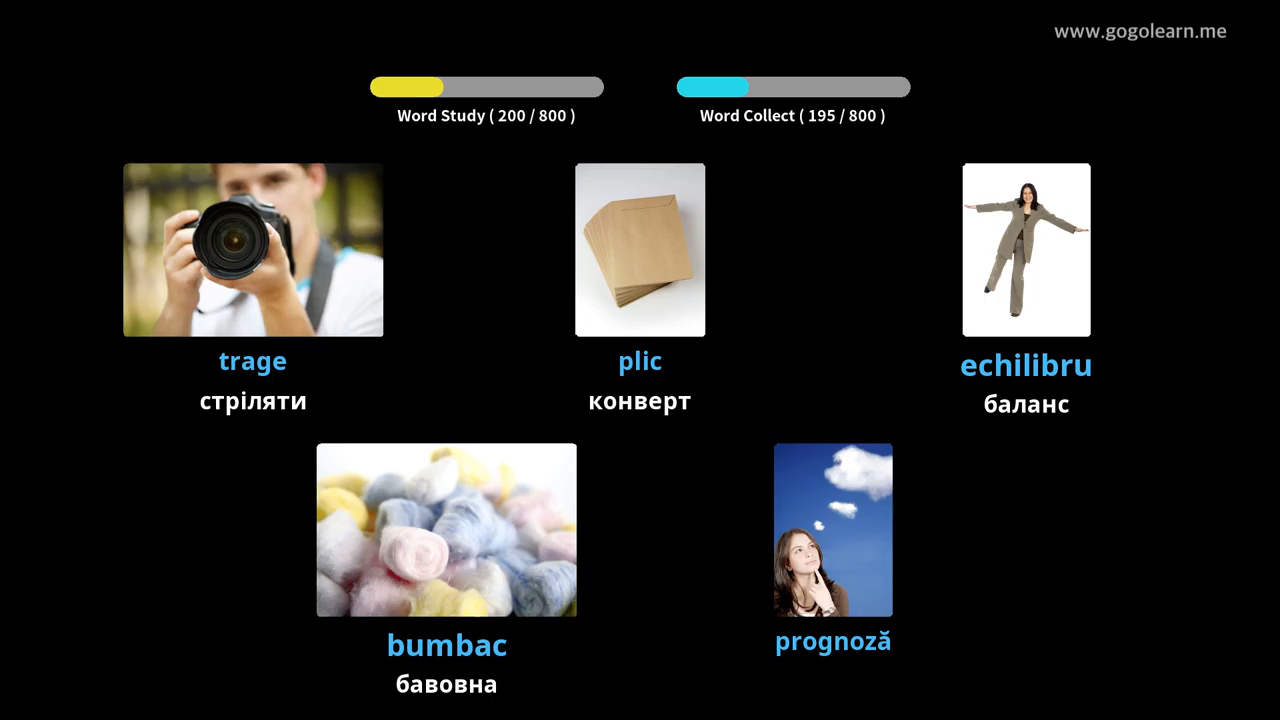 www.gogolearn.me
Word Study ( 200 / 800 )
Word Collect ( 195 / 800 )
trage
стріляти
plic
конверт
echilibru
баланс
bumbac
бавовна
prognoză